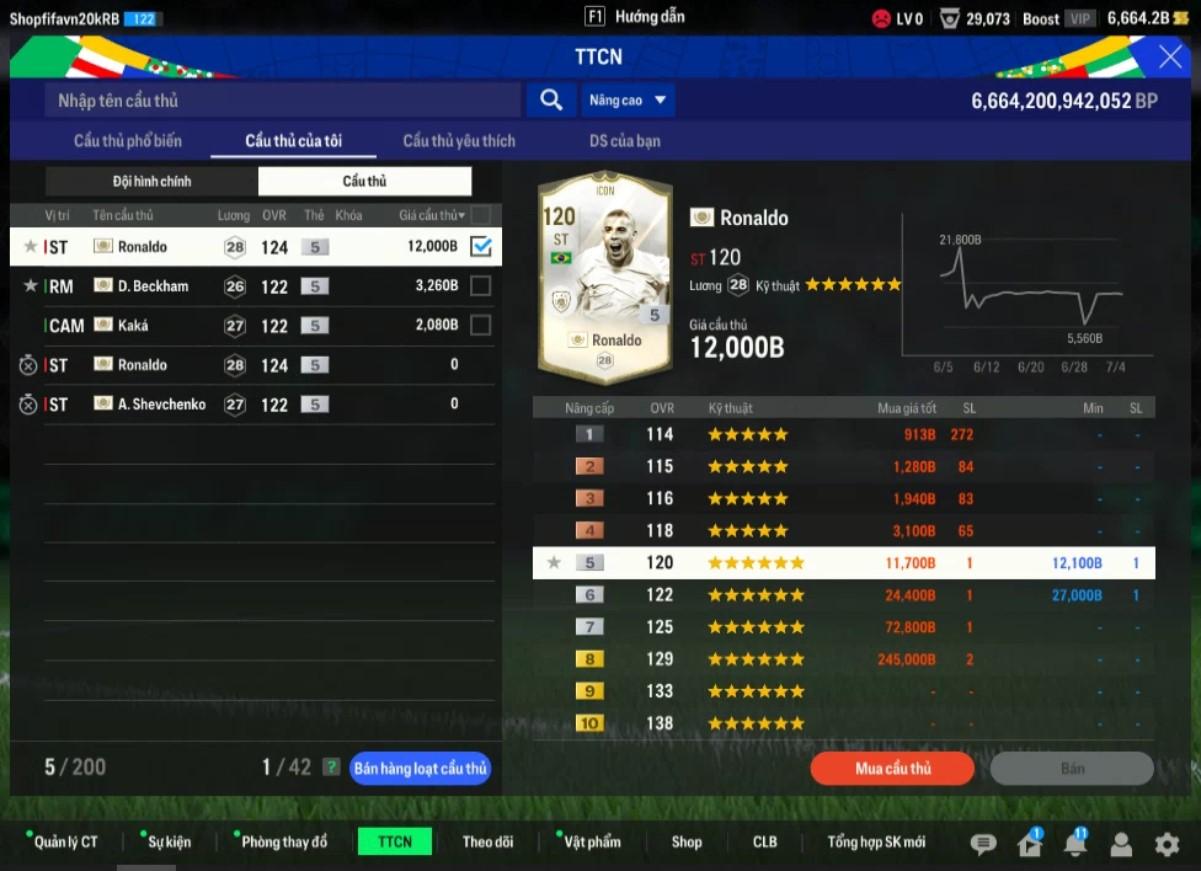 Shopfifavn20kRB 122 F1 Hướng dẫn LV 0 29,073 Boost VIP 6,664.2B
TTCN
Nhập tên cầu thủ Nâng cao 6,664,200,942,052 BP
Cầu thủ phổ biến Cầu thủ của tôi Cầu thủ yêu thích DS của bạn
Đội hình chính Cầu thủ
Vị trí Tên cầu thủ Lương OVR Thẻ Khóa Giá cầu thủ
ST Ronaldo 28 124 5 12,000B
RM D. Beckham 26 122 5 3,260B
CAM Kaká 27 122 5 2,080B
ST Ronaldo 28 124 5 0
ST A. Shevchenko 27 122 5 0
5 / 200 1 / 42 ? Bán hàng loạt cầu thủ
ICON
120
ST
5
Ronaldo
28
Ronaldo
ST 120
Lương 28 Kỹ thuật
Giá cầu thủ
12,000B
21,800B
5,560B
6/5 6/12 6/20 6/28 7/4
Nâng cấp OVR Kỹ thuật Mua giá tốt SL Min SL
1 114 913B 272 - -
2 115 1,280B 84 - -
3 116 1,940B 83 - -
4 118 3,100B 65 - -
5 120 11,700B 1 12,100B 1
6 122 24,400B 1 27,000B 1
7 125 72,800B 1 - -
8 129 245,000B 2 - -
9 133 - - - -
10 138 - - - -
Mua cầu thủ Bán
Quản lý CT Sự kiện Phòng thay đồ TTCN Theo dõi Vật phẩm Shop CLB Tổng hợp SK mới 1 11